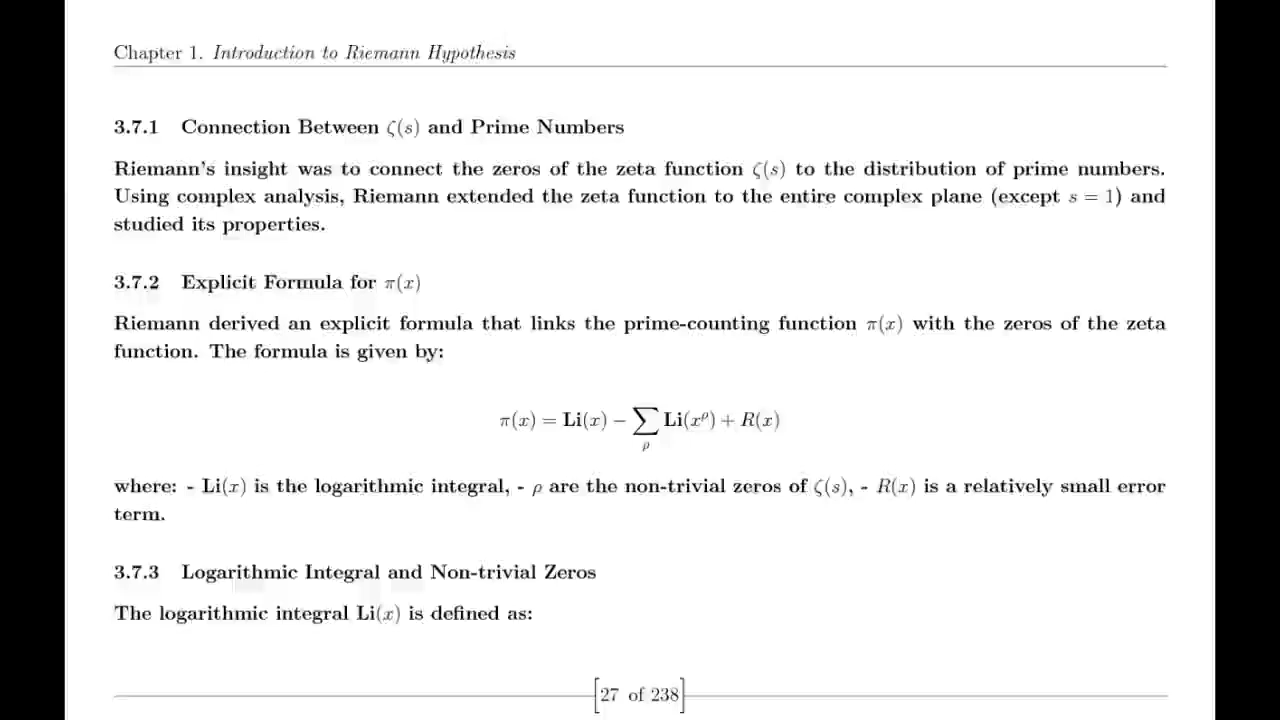 Chapter 1. Introduction to Riemann Hypothesis
3.7.1 Connection Between ζ(s) and Prime Numbers
Riemann's insight was to connect the zeros of the zeta function ζ(s) to the distribution of prime numbers.
Using complex analysis, Riemann extended the zeta function to the entire complex plane (except s = 1) and
studied its properties.
3.7.2 Explicit Formula for π(x)
Riemann derived an explicit formula that links the prime-counting function π(x) with the zeros of the zeta
function. The formula is given by:
π(x) = Li(x) − ∑ρ Li(x^ρ) + R(x)
where: - Li(x) is the logarithmic integral, - ρ are the non-trivial zeros of ζ(s), - R(x) is a relatively small error
term.
3.7.3 Logarithmic Integral and Non-trivial Zeros
The logarithmic integral Li(x) is defined as:
[27 of 238]